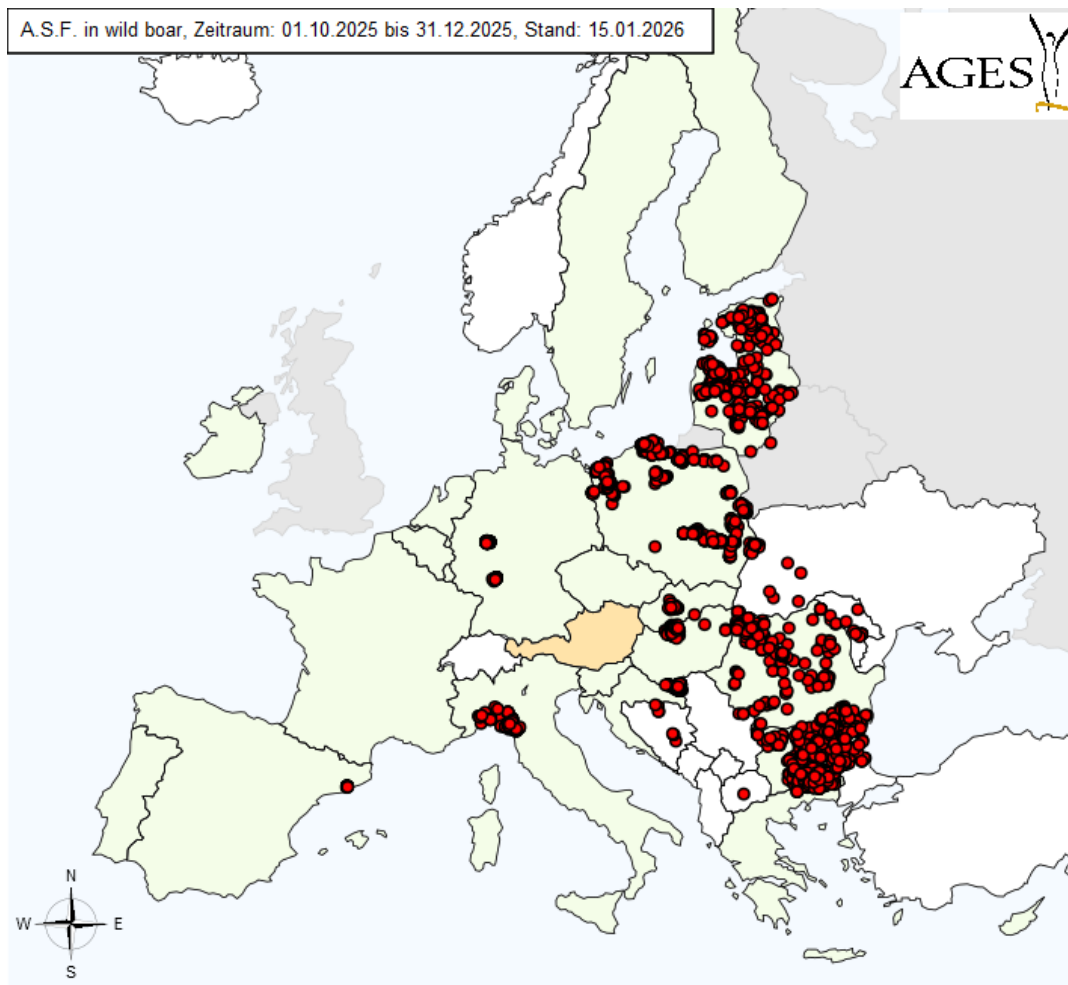 A.S.F. in wild boar, Zeitraum: 01.10.2025 bis 31.12.2025, Stand: 15.01.2026
AGES
N
W E
S